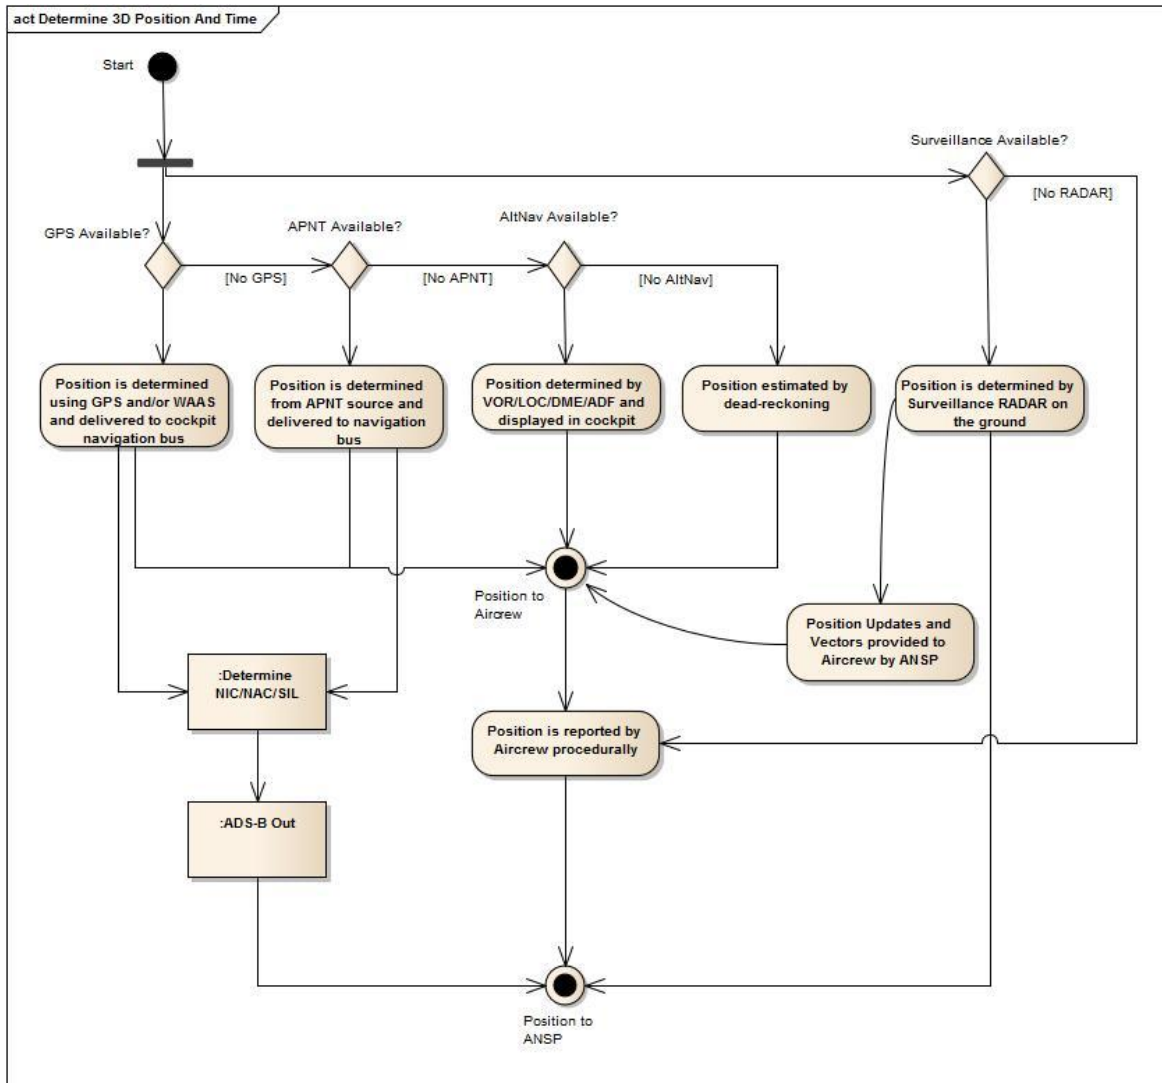 act Determine 3D Position And Time
Start
Surveillance Available?
[No RADAR]
GPS Available?
APNT Available?
AltNav Available?
[No GPS]
[No APNT]
[No AltNav]
Position is determined
using GPS and/or WAAS
and delivered to cockpit
navigation bus
Position is determined
from APNT source and
delivered to navigation
bus
Position determined by
VOR/LOC/DME/ADF and
displayed in cockpit
Position estimated by
dead-reckoning
Position is determined by
Surveillance RADAR on
the ground
Position to
Aircrew
Position Updates and
Vectors provided to
Aircrew by ANSP
:Determine
NIC/NAC/SIL
Position is reported by
Aircrew procedurally
:ADS-B Out
Position to
ANSP